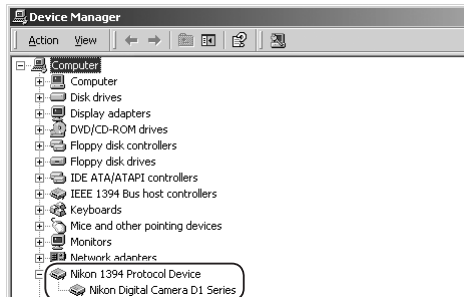 Device Manager
Action View
Computer
Computer
Disk drives
Display adapters
DVD/CD-ROM drives
Floppy disk controllers
Floppy disk drives
IDE ATA/ATAPI controllers
IEEE 1394 Bus host controllers
Keyboards
Mice and other pointing devices
Monitors
Network adapters
Nikon 1394 Protocol Device
Nikon Digital Camera D1 Series